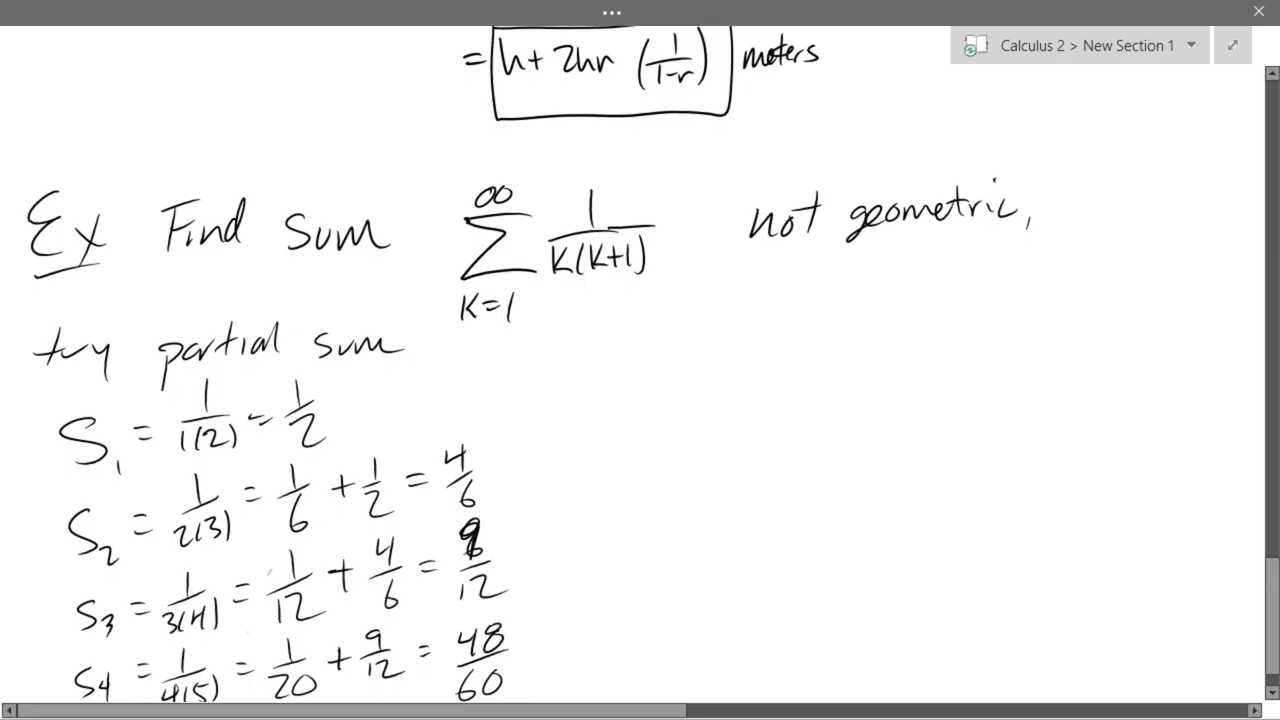 Calculus 2 > New Section 1
= h + 2hr (1/(1-r)) meters
Ex Find sum ∞ Σ K=1 1/(K(K+1)) not geometric,
try partial sum
S₁ = 1/(1(2)) = 1/2
S₂ = 1/(2(3)) = 1/6 + 1/2 = 4/6
S₃ = 1/(3(4)) = 1/12 + 4/6 = 9/12
S₄ = 1/(4(5)) = 1/20 + 9/12 = 48/60